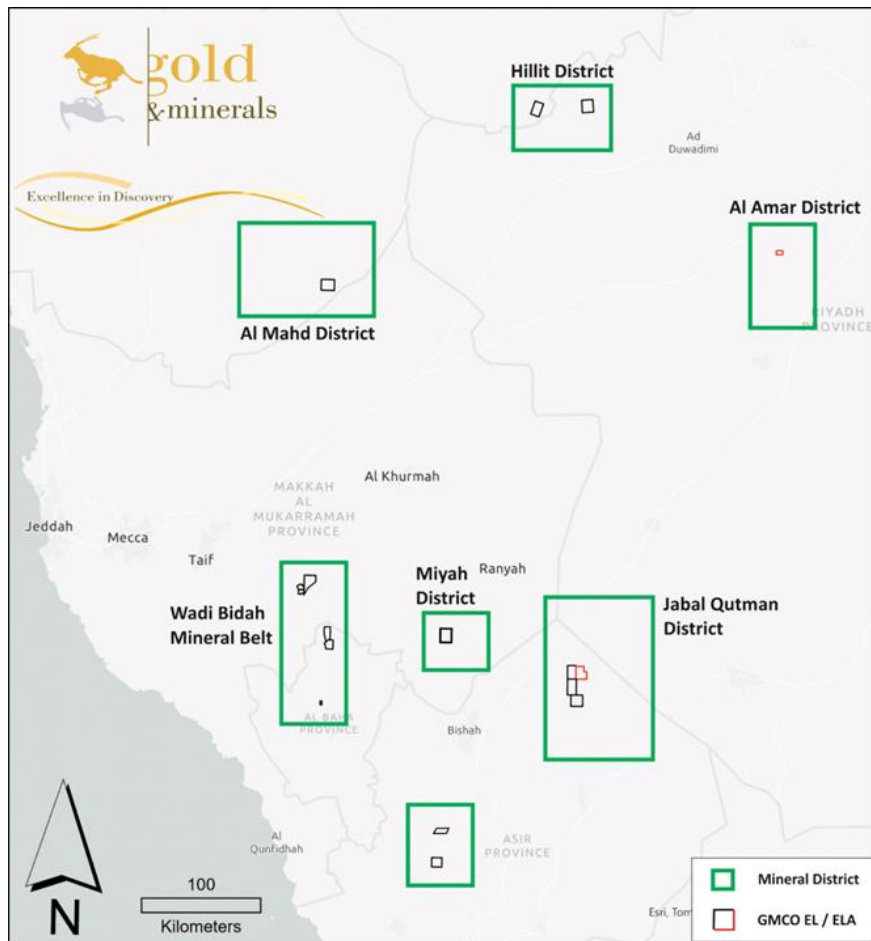 gold
&minerals
Excellence in Discovery
Hillit District
Ad
Duwadimi
Al Amar District
RIYADH
PROVINCE
Al Mahd District
Al Khurmah
MAKKAH
AL
MUKARRAMAH
PROVINCE
Jeddah
Mecca
Taif
Ranyah
Miyah
District
Wadi Bidah
Mineral Belt
Jabal Qutman
District
AL BAHA
PROVINCE
Bishah
Al
Qunfidhah
ASIR
PROVINCE
100
Kilometers
N
Mineral District
GMCO EL / ELA
Esri, Tom